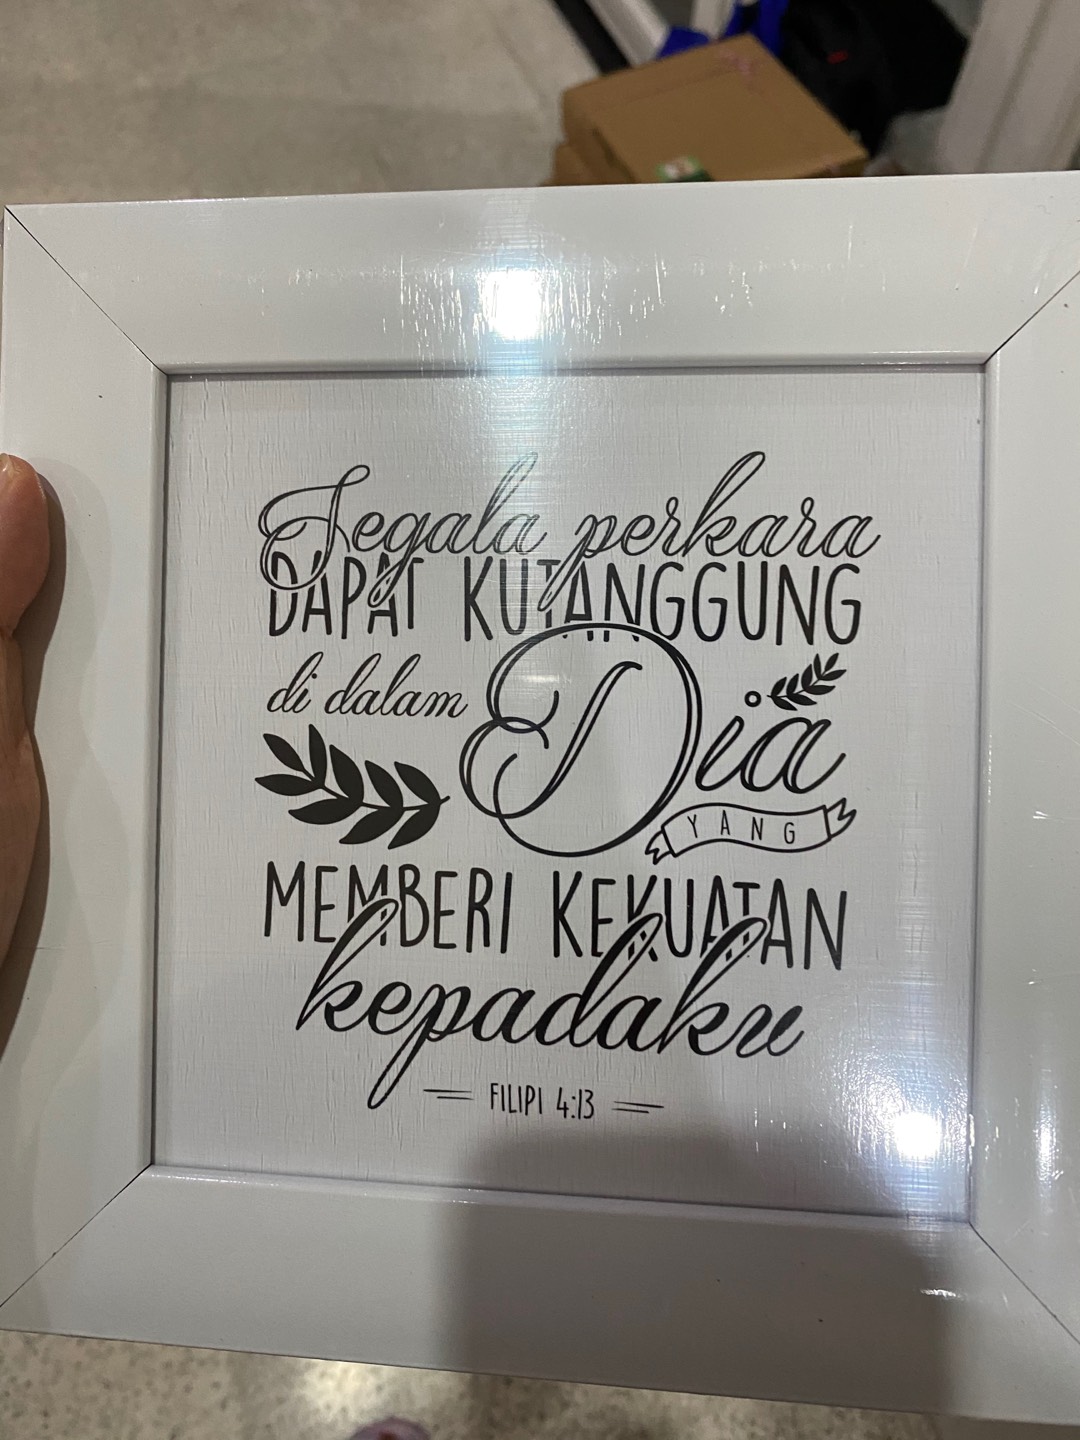 Segala perkara
DAPAT KUTANGGUNG
di dalam Dia
YANG
MEMBERI KEKUATAN
kepadaku
FILIPI 4:13